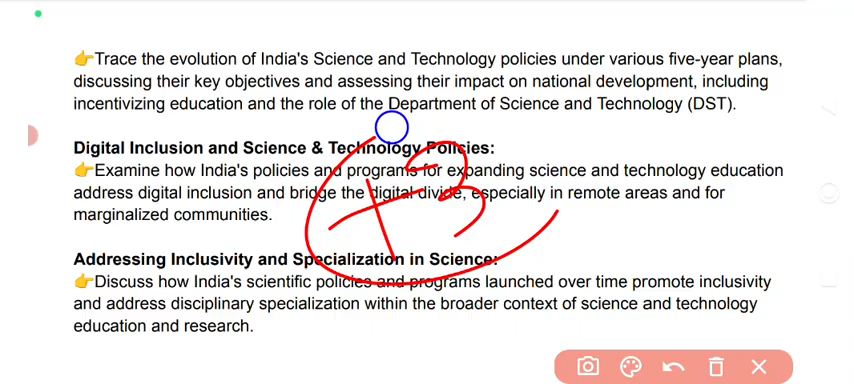 👉Trace the evolution of India's Science and Technology policies under various five-year plans,
discussing their key objectives and assessing their impact on national development, including
incentivizing education and the role of the Department of Science and Technology (DST).
Digital Inclusion and Science & Technology Policies:
👉Examine how India's policies and programs for expanding science and technology education
address digital inclusion and bridge the digital divide, especially in remote areas and for
marginalized communities.
Addressing Inclusivity and Specialization in Science:
👉Discuss how India's scientific policies and programs launched over time promote inclusivity
and address disciplinary specialization within the broader context of science and technology
education and research.